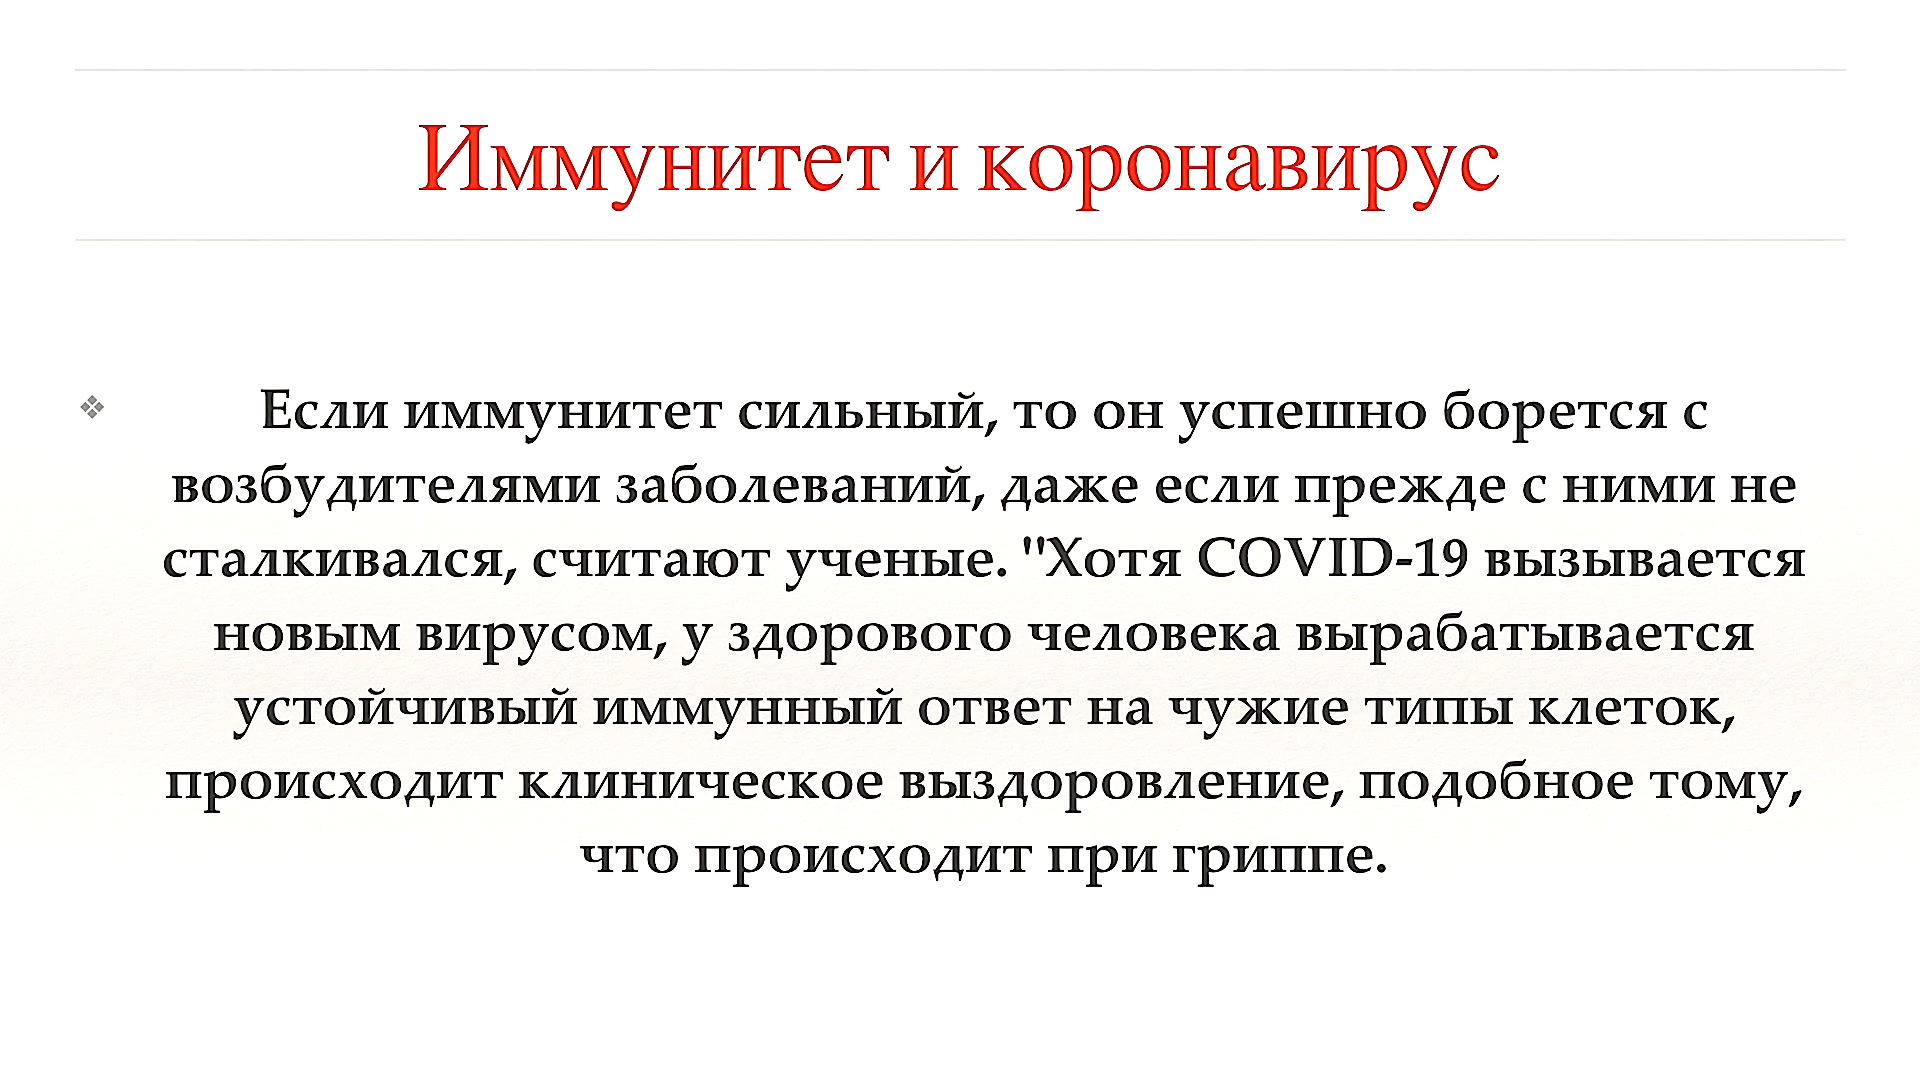 Иммунитет и коронавирус
Если иммунитет сильный, то он успешно борется с
возбудителями заболеваний, даже если прежде с ними не
сталкивался, считают ученые. "Хотя COVID-19 вызывается
новым вирусом, у здорового человека вырабатывается
устойчивый иммунный ответ на чужие типы клеток,
происходит клиническое выздоровление, подобное тому,
что происходит при гриппе.